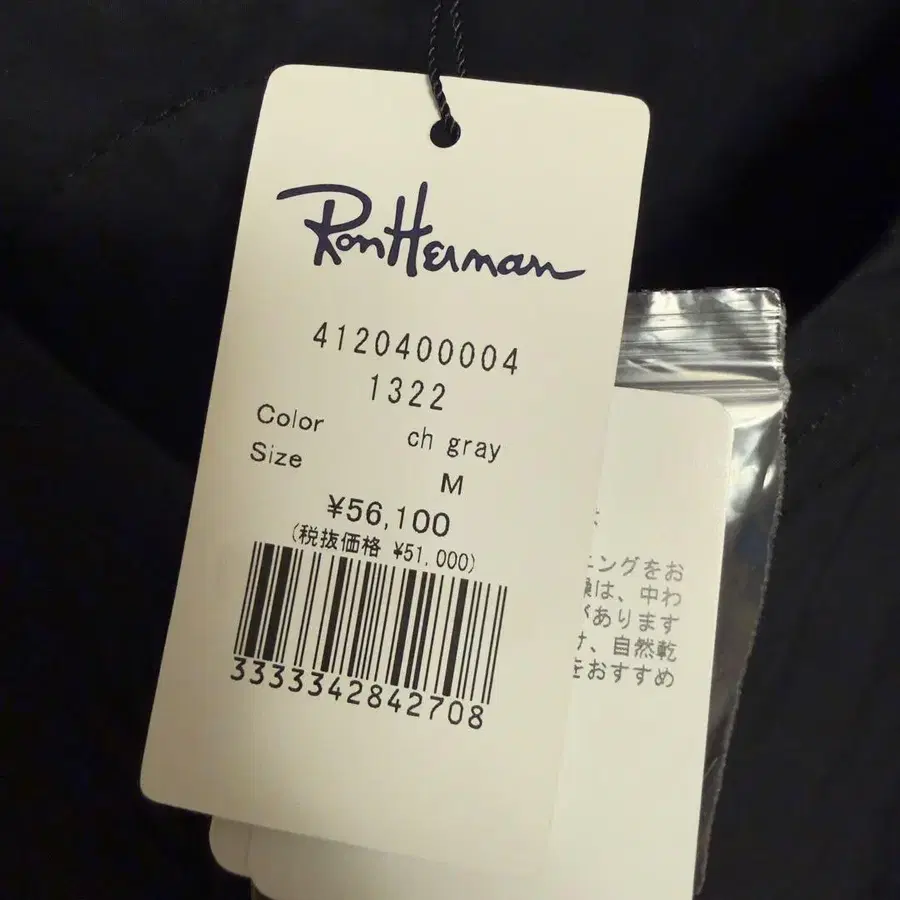 RonHerman
4120400004
1322
Color ch gray
Size M
¥56,100
(税抜価格 ¥51,000)
3333342842708
ニングをお
は、中わ
があります
、自然乾
をおすすめ